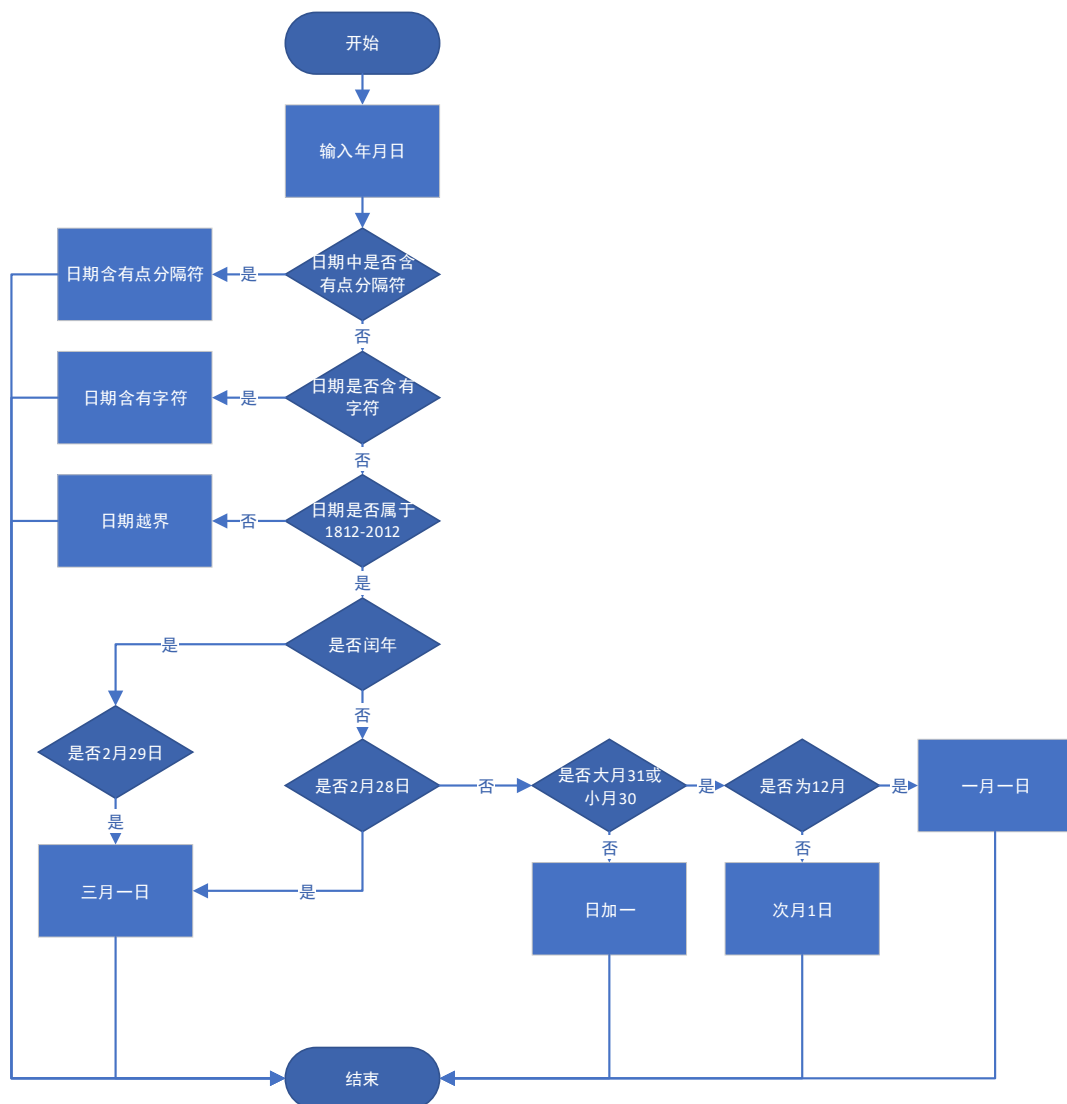 开始
输入年月日
日期含有点分隔符
是
日期中是否含
有点分隔符
否
日期含有字符
是
日期是否含有
字符
否
日期越界
否
日期是否属于
1812-2012
是
是
是否闰年
否
是否2月29日
是否2月28日
否
是否大月31或
小月30
是
是否为12月
是
一月一日
是
否
否
三月一日
是
日加一
次月1日
结束